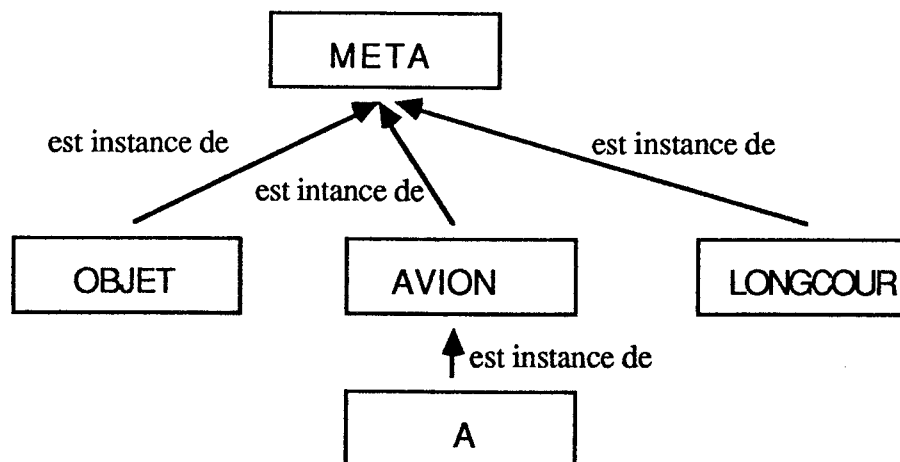 META
est instance de
est instance de
est intance de
OBJET
AVION
LONGCOUR
est instance de
A